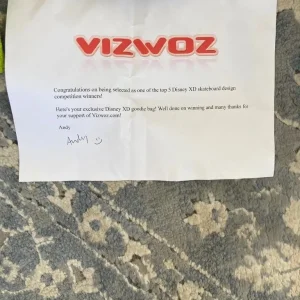 VIZWOZ
Congratulations on being selected as one of the top 5 Disney XD skateboard design
competition winners!
Here's your exclusive Disney XD goodie bag! Well done on winning and many thanks for
your support of Vizwoz.com!
Andy
Andy